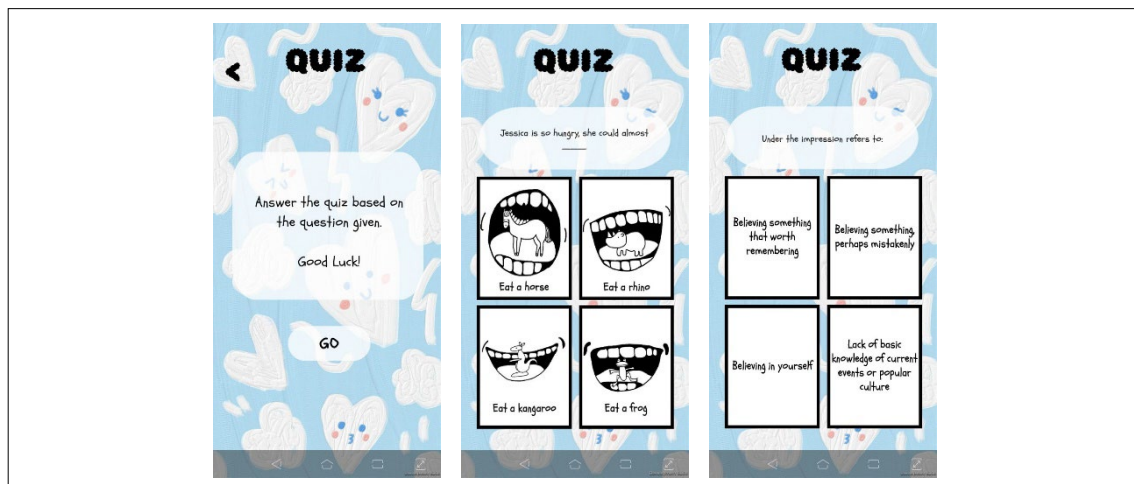 QUIZ
<
Answer the quiz based on
the question given.
Good Luck!
GO
QUIZ
Jessica is so hungry, she could almost
_____
Eat a horse
Eat a rhino
Eat a kangaroo
Eat a frog
QUIZ
Under the impression refers to:
Believing something
that worth
remembering
Believing something,
perhaps mistakenly
Believing in yourself
Lack of basic
knowledge of current
events or popular
culture